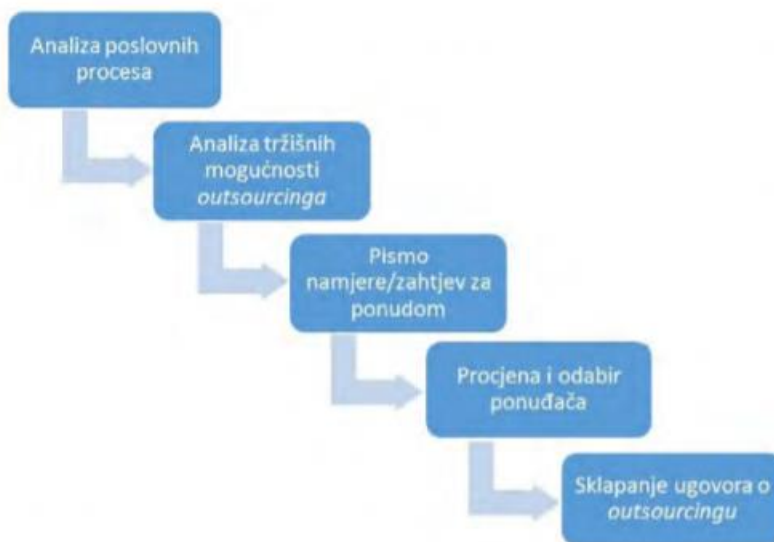 Analiza poslovnih
procesa
Analiza tržišnih
mogućnosti
outsourcinga
Pismo
namjere/zahtjev za
ponudom
Procjena i odabir
ponuđača
Sklapanje ugovora o
outsourcingu